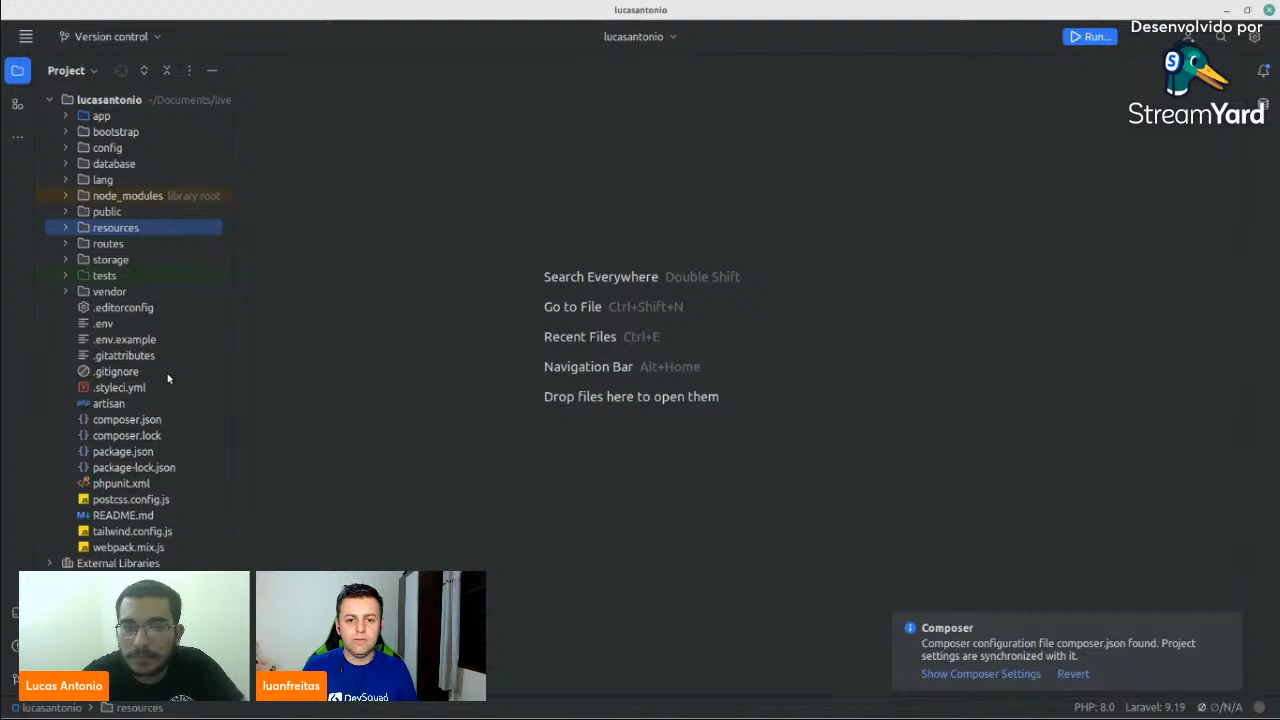 lucasantonio
Version control
lucasantonio
Run...
Desenvolvido por
S
StreamYard
Project
lucasantonio ~/Documents/live
app
bootstrap
config
database
lang
node_modules library root
public
resources
routes
storage
tests
vendor
.editorconfig
.env
.env.example
.gitattributes
.gitignore
.styleci.yml
php artisan
composer.json
composer.lock
package.json
package-lock.json
phpunit.xml
postcss.config.js
README.md
tailwind.config.js
webpack.mix.js
External Libraries
Search Everywhere Double Shift
Go to File Ctrl+Shift+N
Recent Files Ctrl+E
Navigation Bar Alt+Home
Drop files here to open them
Composer
Composer configuration file composer.json found. Project
settings are synchronized with it.
Show Composer Settings Revert
Lucas Antonio
luanfreitas
DevSquad
lucasantonio > resources
PHP: 8.0 Laravel: 9.19 ∅/N/A